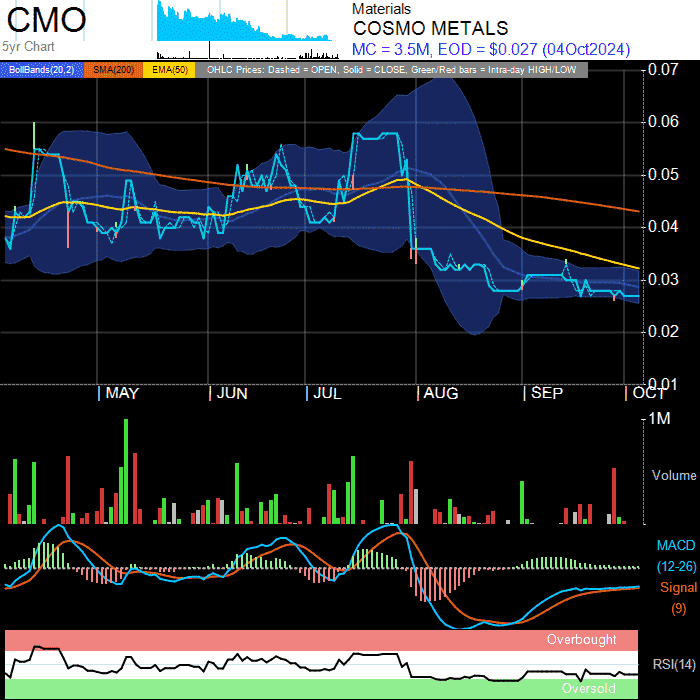 CMO
5yr Chart
Materials
COSMO METALS
MC = 3.5M, EOD = $0.027 (04Oct2024)
BollBands(20,2) SMA(200) EMA(50) OHLC Prices: Dashed = OPEN, Solid = CLOSE, Green/Red bars = Intra-day HIGH/LOW
0.07
0.06
0.05
0.04
0.03
0.02
0.01
| MAY | JUN | JUL | AUG | SEP | OCT
1M
Volume
MACD
(12-26)
Signal
(9)
Overbought
RSI(14)
Oversold